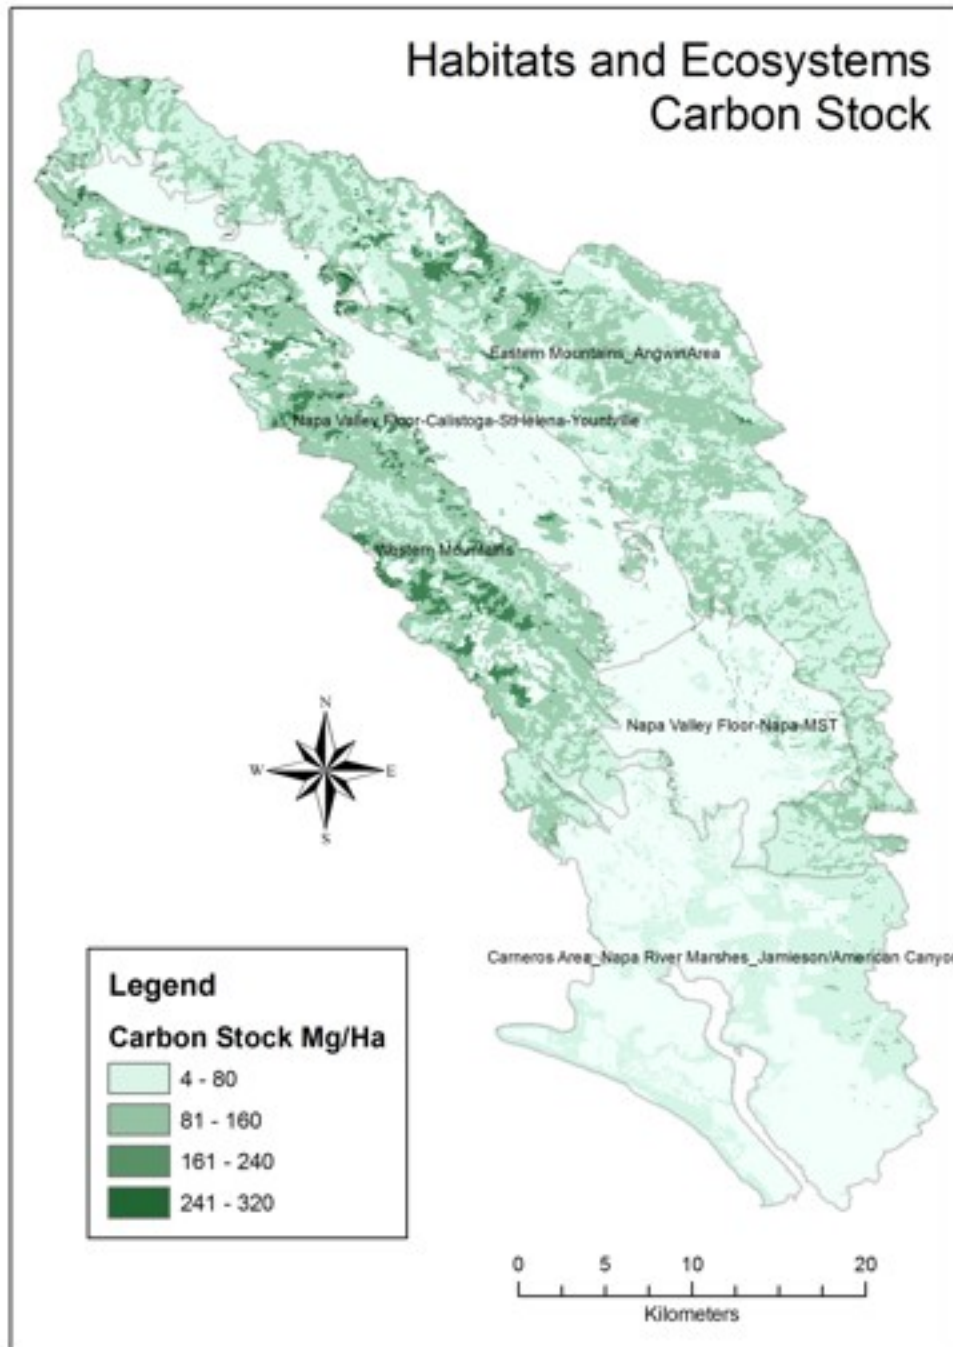 Habitats and Ecosystems
Carbon Stock
Eastern Mountains_AngwinArea
Napa Valley Floor-Calistoga-StHelena-Yountville
Western Mountains
N
W
E
S
Napa Valley Floor-Napa-MST
Carneros Area_Napa River Marshes_Jamieson/American Canyon
Legend
Carbon Stock Mg/Ha
4 - 80
81 - 160
161 - 240
241 - 320
0 5 10 20
Kilometers